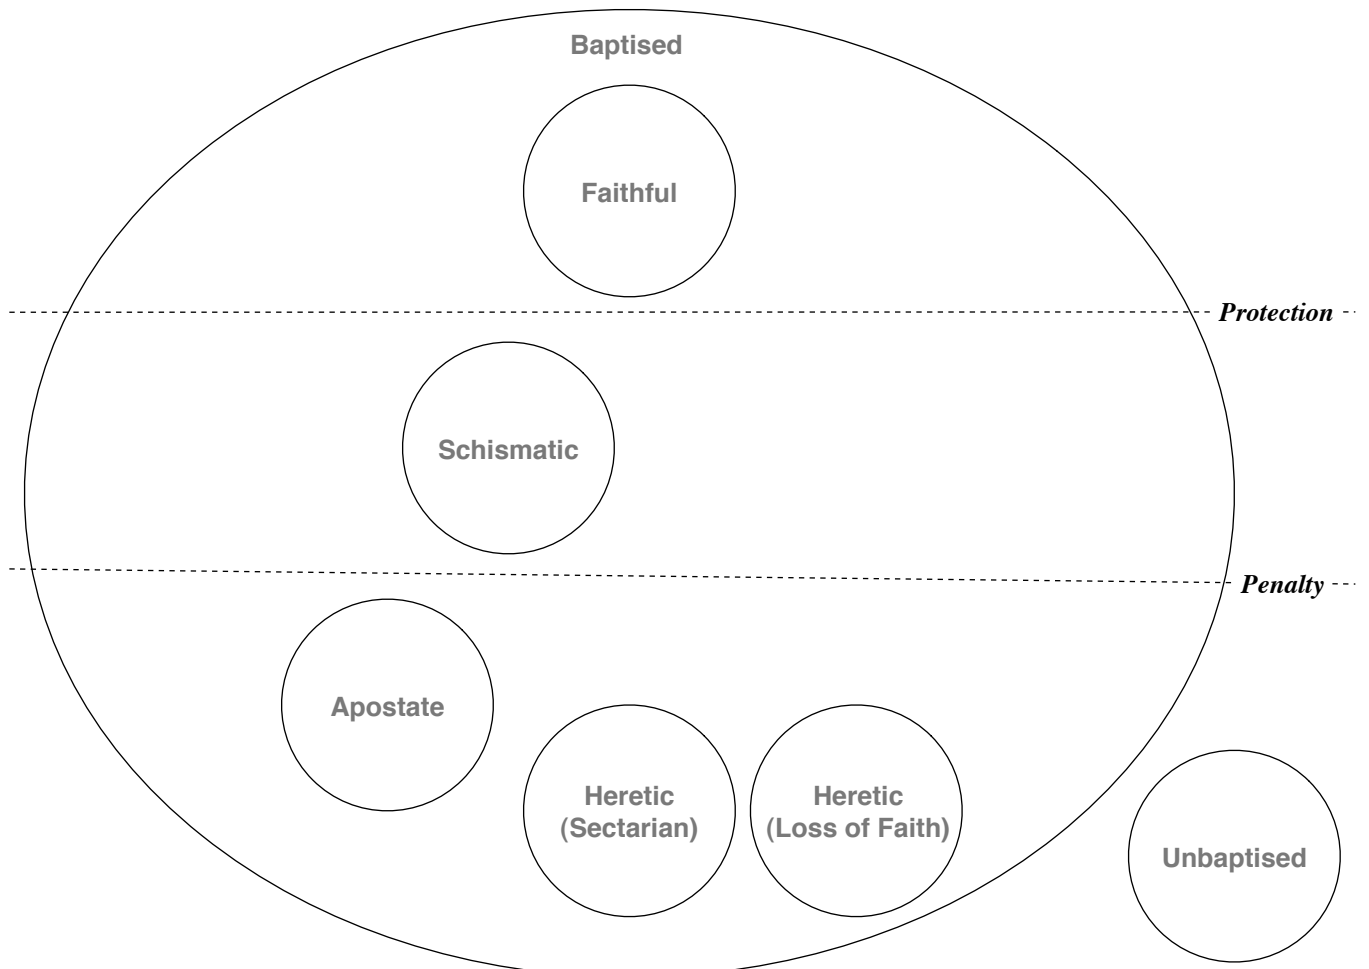 Baptised
Faithful
Protection
Schismatic
Penalty
Apostate
Heretic
(Sectarian)
Heretic
(Loss of Faith)
Unbaptised